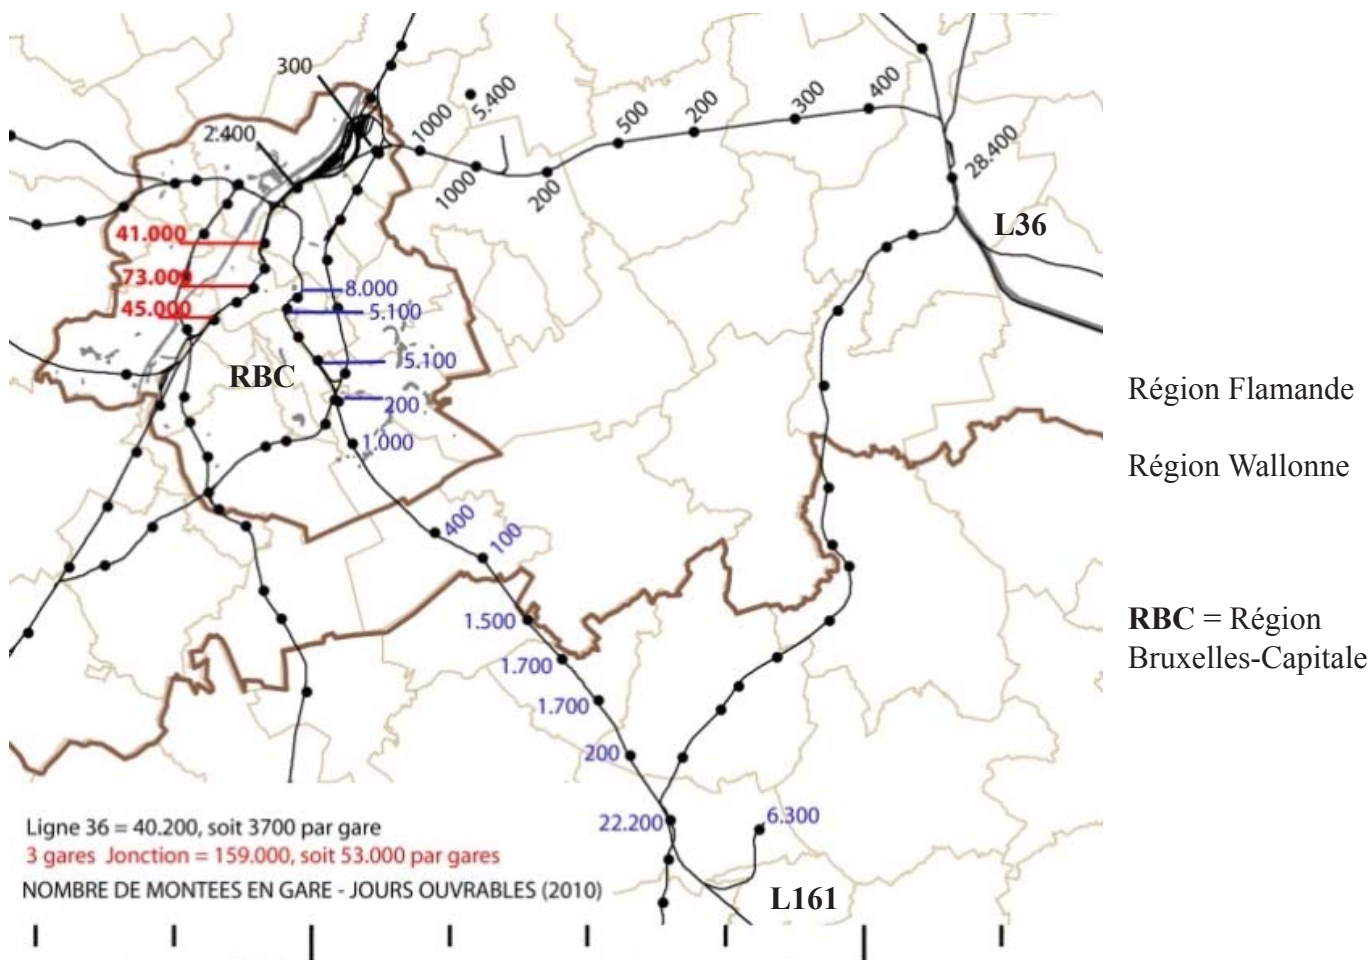 300
2.400
1000
5.400
1000
200
500
200
300
400
28.400
L36
41.000
73.000
45.000
8.000
5.100
5.100
200
1.000
RBC
400
100
1.500
1.700
1.700
200
22.200
6.300
L161
Région Flamande
Région Wallonne
RBC = Région
Bruxelles-Capitale
Ligne 36 = 40.200, soit 3700 par gare
3 gares Jonction = 159.000, soit 53.000 par gares
NOMBRE DE MONTEES EN GARE - JOURS OUVRABLES (2010)